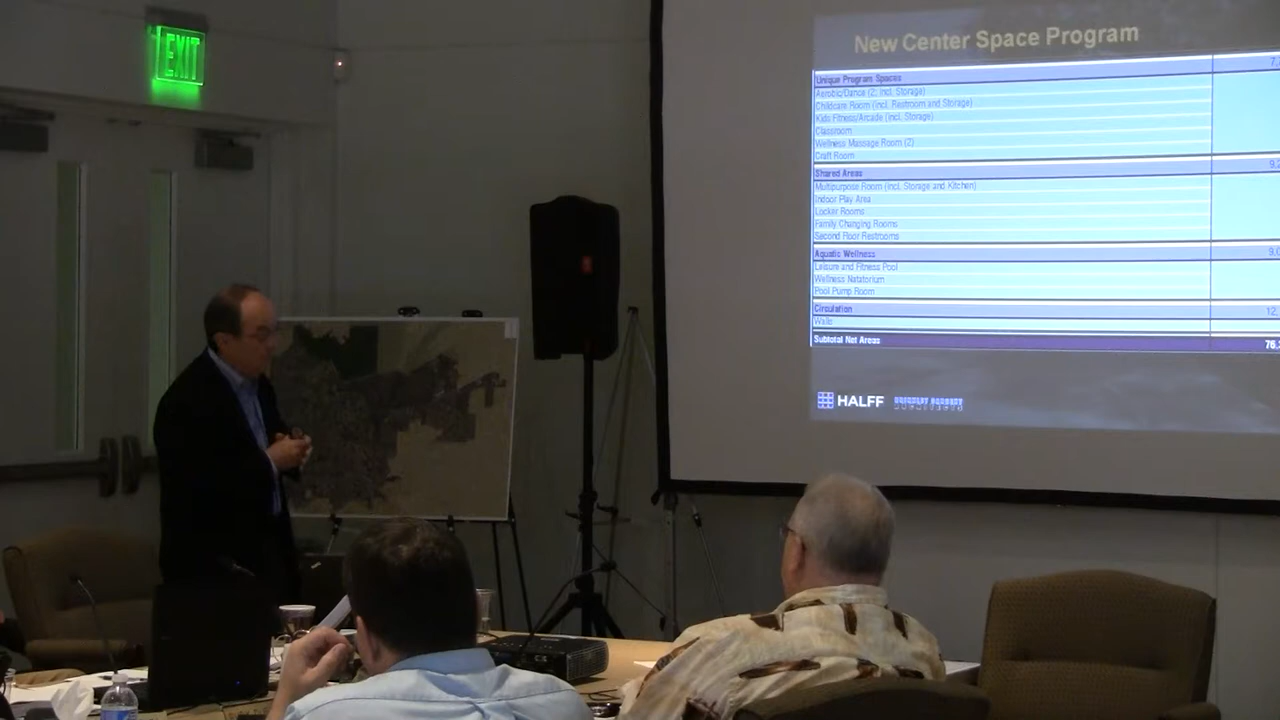 EXIT
New Center Space Program
Unique Program Spaces
Aerobic/Dance (2, Incl. Storage)
Childcare Room (Incl. Restroom and Storage)
Kids Fitness/Arcade (Incl. Storage)
Classroom
Wellness Massage Room (2)
Craft Room
Shared Areas
Multipurpose Room (Incl. Storage and Kitchen)
Indoor Play Area
Locker Rooms
Family Changing Rooms
Second Floor Restrooms
Aquatic Wellness
Leisure and Fitness Pool
Wellness Natatorium
Pool Pump Room
Circulation
Walls
Subtotal Net Areas
HALFF